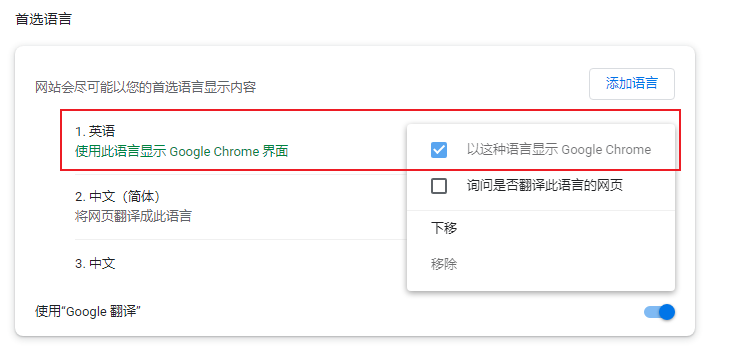 首选语言
网站会尽可能以您的首选语言显示内容
添加语言
1. 英语
使用此语言显示 Google Chrome 界面
以这种语言显示 Google Chrome
询问是否翻译此语言的网页
2. 中文（简体）
将网页翻译成此语言
下移
3. 中文
移除
使用“Google 翻译”